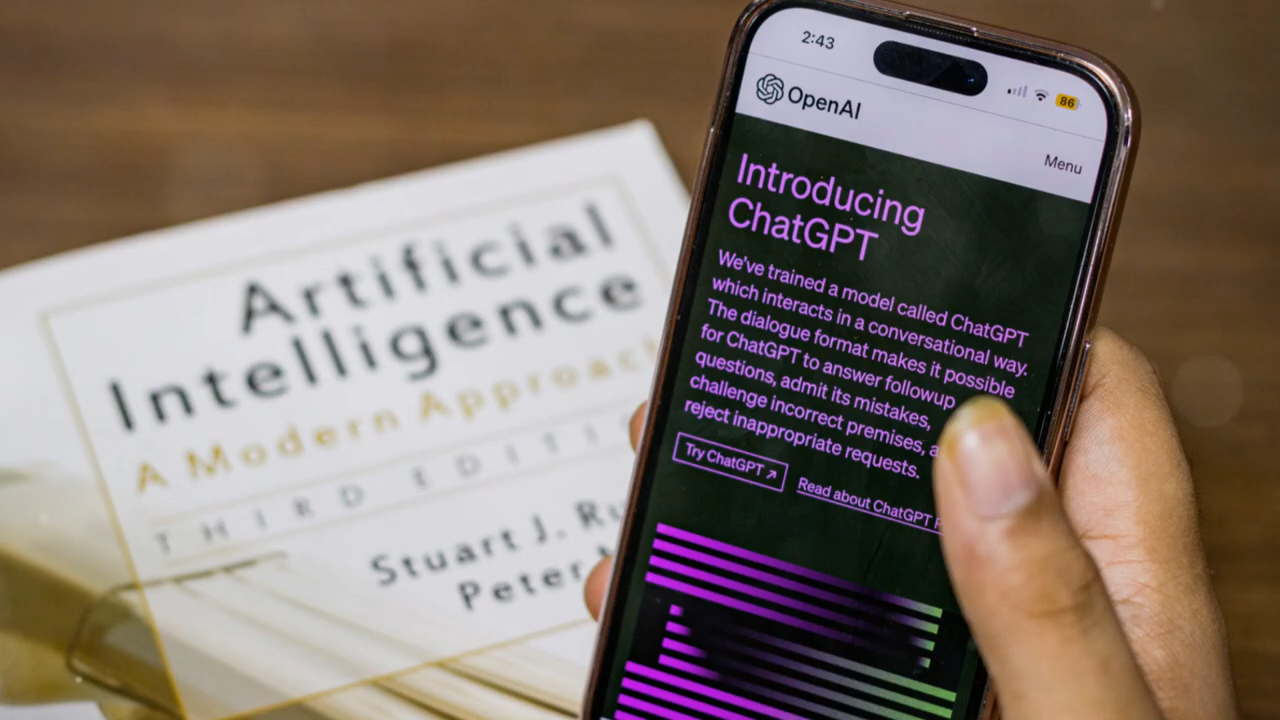 Artificial
Intelligence
A Modern Approach
THIRD EDITI
Stuart J. Ru
Peter
2:43
86
OpenAI
Menu
Introducing
ChatGPT
We've trained a model called ChatGPT
which interacts in a conversational way.
The dialogue format makes it possible
for ChatGPT to answer followup
questions, admit its mistakes,
challenge incorrect premises, a
reject inappropriate requests.
Try ChatGPT ↗
Read about ChatGPT